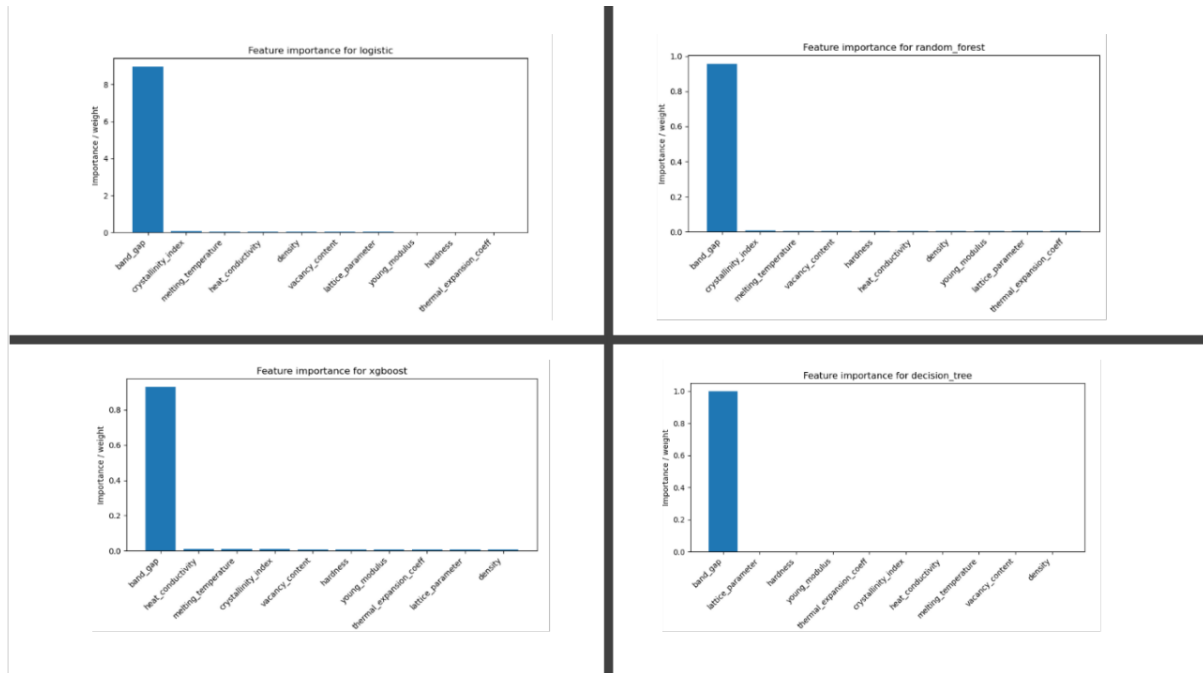 Feature importance for logistic
Importance / weight
8
6
4
2
0
band_gap
crystallinity_index
melting_temperature
heat_conductivity
density
vacancy_content
lattice_parameter
young_modulus
hardness
thermal_expansion_coeff
Feature importance for random_forest
Importance / weight
1.0
0.8
0.6
0.4
0.2
0.0
band_gap
crystallinity_index
melting_temperature
vacancy_content
hardness
heat_conductivity
density
young_modulus
lattice_parameter
thermal_expansion_coeff
Feature importance for xgboost
Importance / weight
0.8
0.6
0.4
0.2
0.0
band_gap
heat_conductivity
melting_temperature
crystallinity_index
vacancy_content
hardness
young_modulus
thermal_expansion_coeff
lattice_parameter
density
Feature importance for decision_tree
Importance / weight
1.0
0.8
0.6
0.4
0.2
0.0
band_gap
lattice_parameter
hardness
young_modulus
thermal_expansion_coeff
crystallinity_index
heat_conductivity
melting_temperature
vacancy_content
density